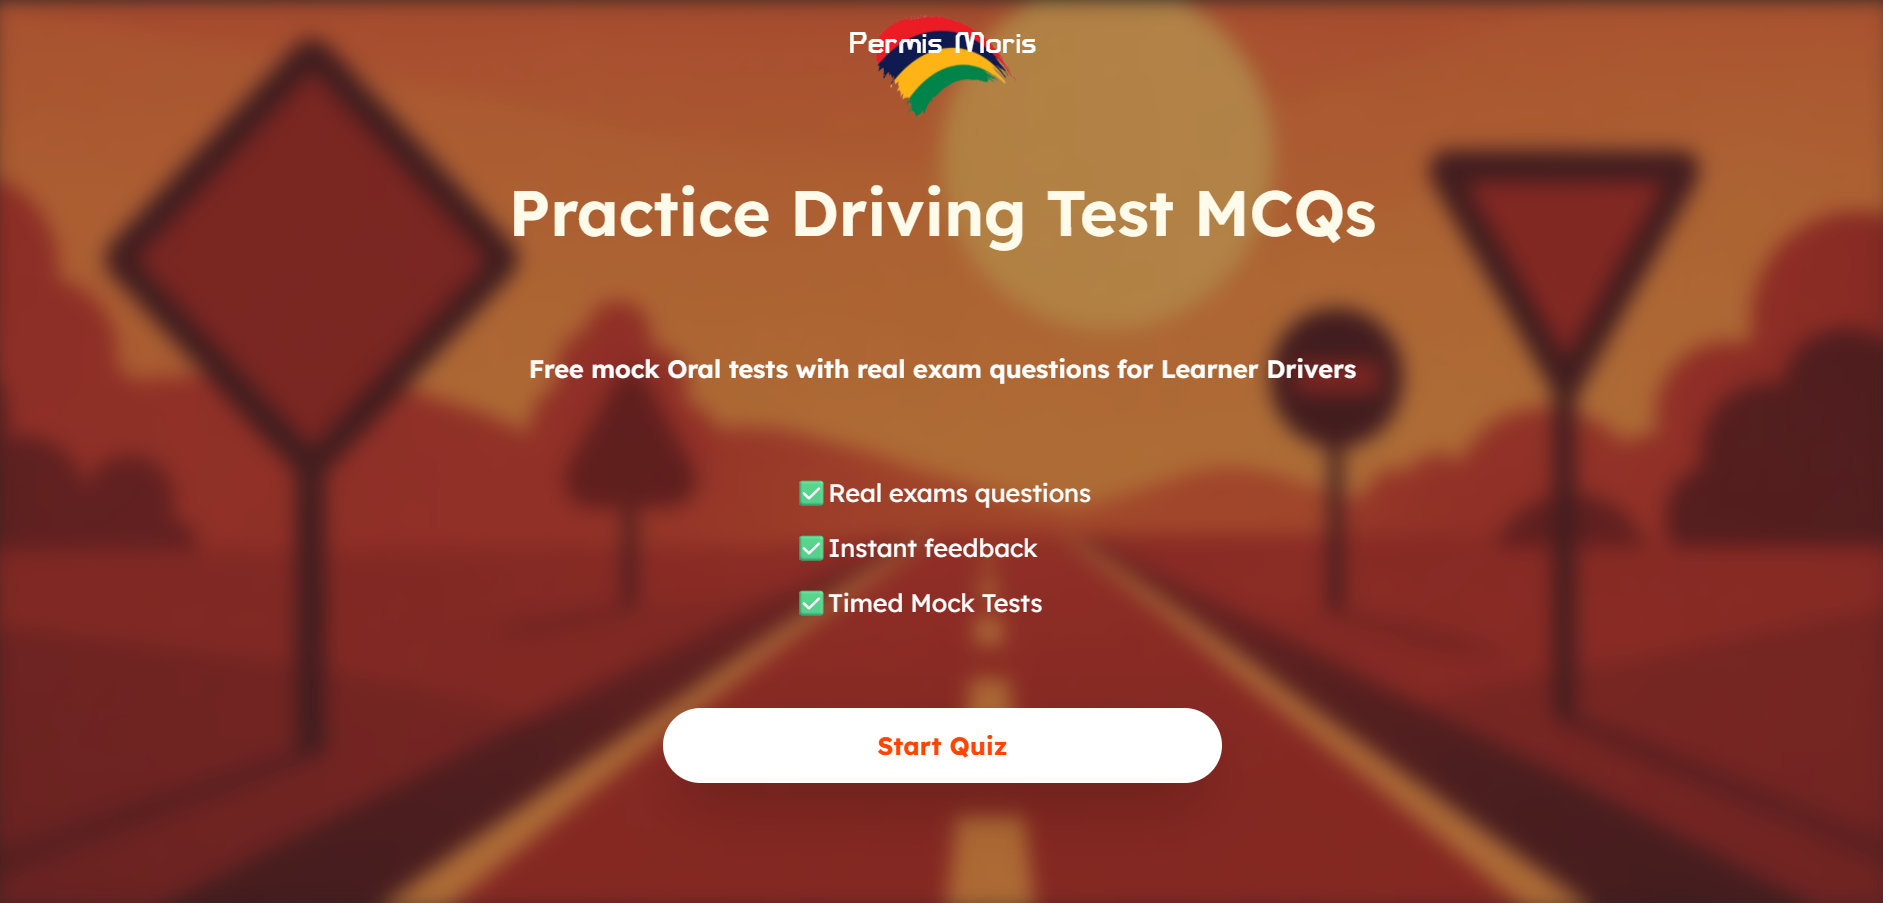 Permis Moris
Practice Driving Test MCQs
Free mock Oral tests with real exam questions for Learner Drivers
✅ Real exams questions
✅ Instant feedback
✅ Timed Mock Tests
Start Quiz